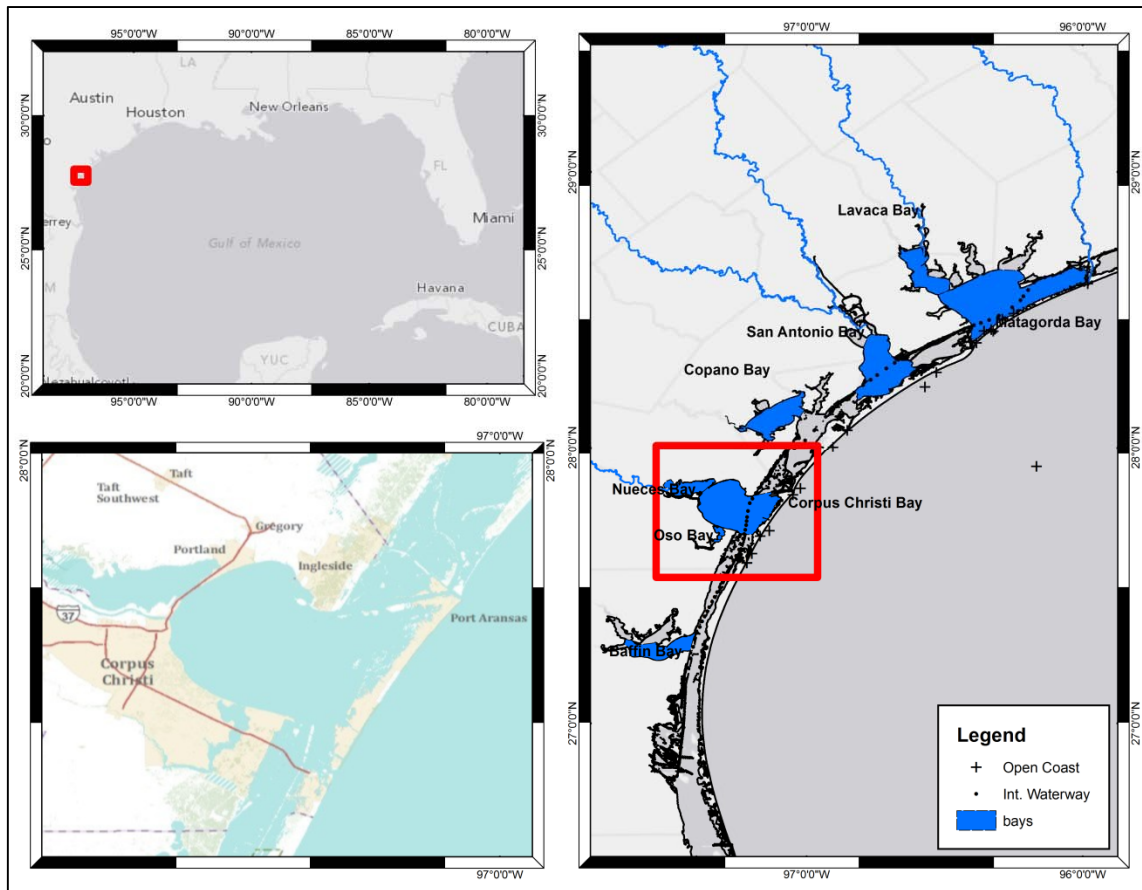 95°0'0"W
90°0'0"W
85°0'0"W
80°0'0"W
LA
Austin
Houston
New Orleans
FL
Miami
errey
Gulf of Mexico
Havana
CUBA
YUC
M
30°0'0"N
25°0'0"N
20°0'0"N
30°0'0"N
25°0'0"N
20°0'0"N
95°0'0"W
90°0'0"W
85°0'0"W
80°0'0"W
97°0'0"W
28°0'0"N
28°0'0"N
Taft
Taft
Southwest
Gregory
Portland
Ingleside
37
Port Aransas
Corpus
Christi
97°0'0"W
97°0'0"W
96°0'0"W
29°0'0"N
29°0'0"N
Lavaca Bay
San Antonio Bay
Matagorda Bay
Copano Bay
28°0'0"N
28°0'0"N
Nueces Bay
Corpus Christi Bay
Oso Bay
Baffin Bay
27°0'0"N
27°0'0"N
Legend
Open Coast
Int. Waterway
bays
97°0'0"W
96°0'0"W